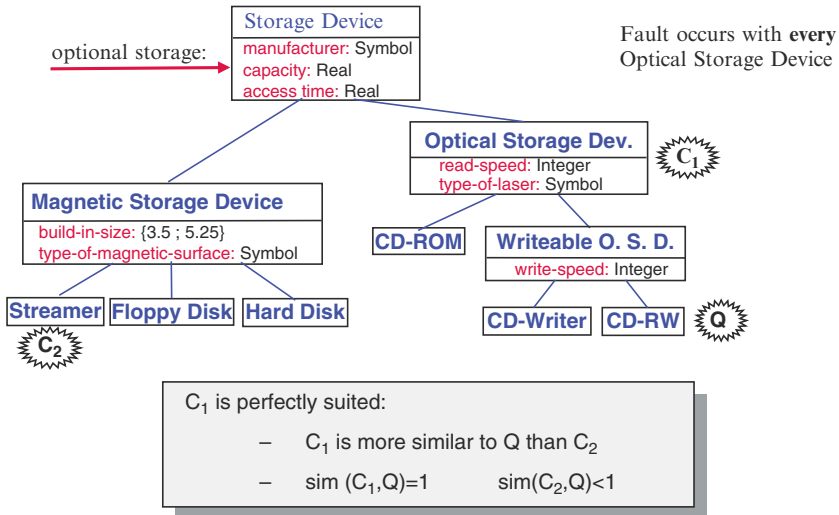 Storage Device
optional storage:
manufacturer: Symbol
capacity: Real
access time: Real
Fault occurs with every
Optical Storage Device
Optical Storage Dev.
read-speed: Integer
type-of-laser: Symbol
C₁
Magnetic Storage Device
build-in-size: {3.5 ; 5.25}
type-of-magnetic-surface: Symbol
CD-ROM
Writeable O. S. D.
write-speed: Integer
Streamer
Floppy Disk
Hard Disk
CD-Writer
CD-RW
Q
C₂
C₁ is perfectly suited:
– C₁ is more similar to Q than C₂
– sim (C₁,Q)=1 sim(C₂,Q)<1